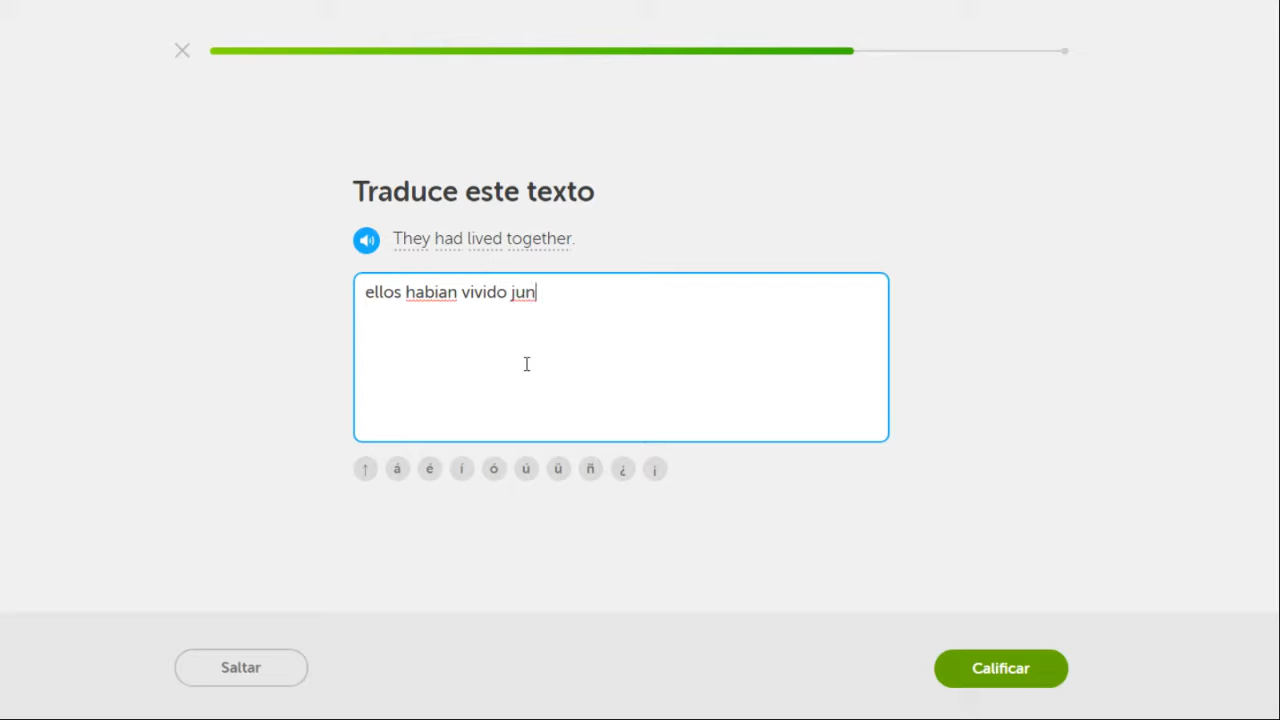 Traduce este texto
They had lived together.
ellos habian vivido jun
↑ á é í ó ú ü ñ ¿ ¡
Saltar
Calificar